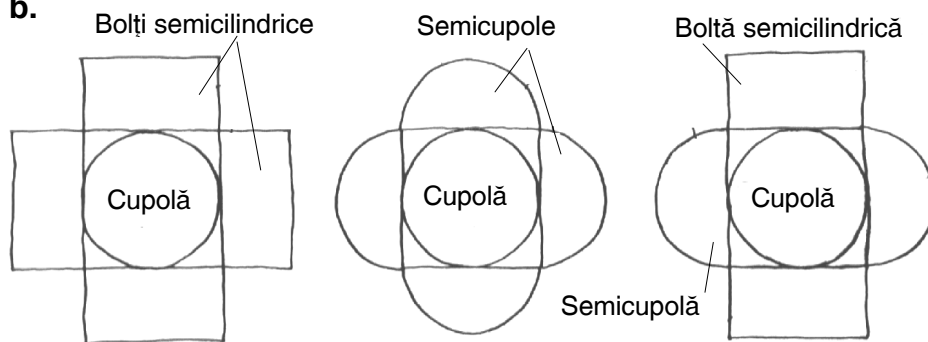 b.
Bolți semicilindrice
Semicupole
Boltă semicilindrică
Cupolă
Cupolă
Cupolă
Semicupolă